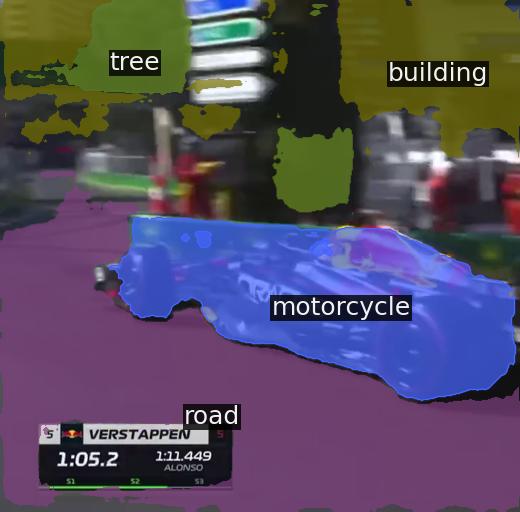 tree
building
motorcycle
road
5 VERSTAPPEN 5
1:05.2 1:11.449
ALONSO
S1 S2 S3